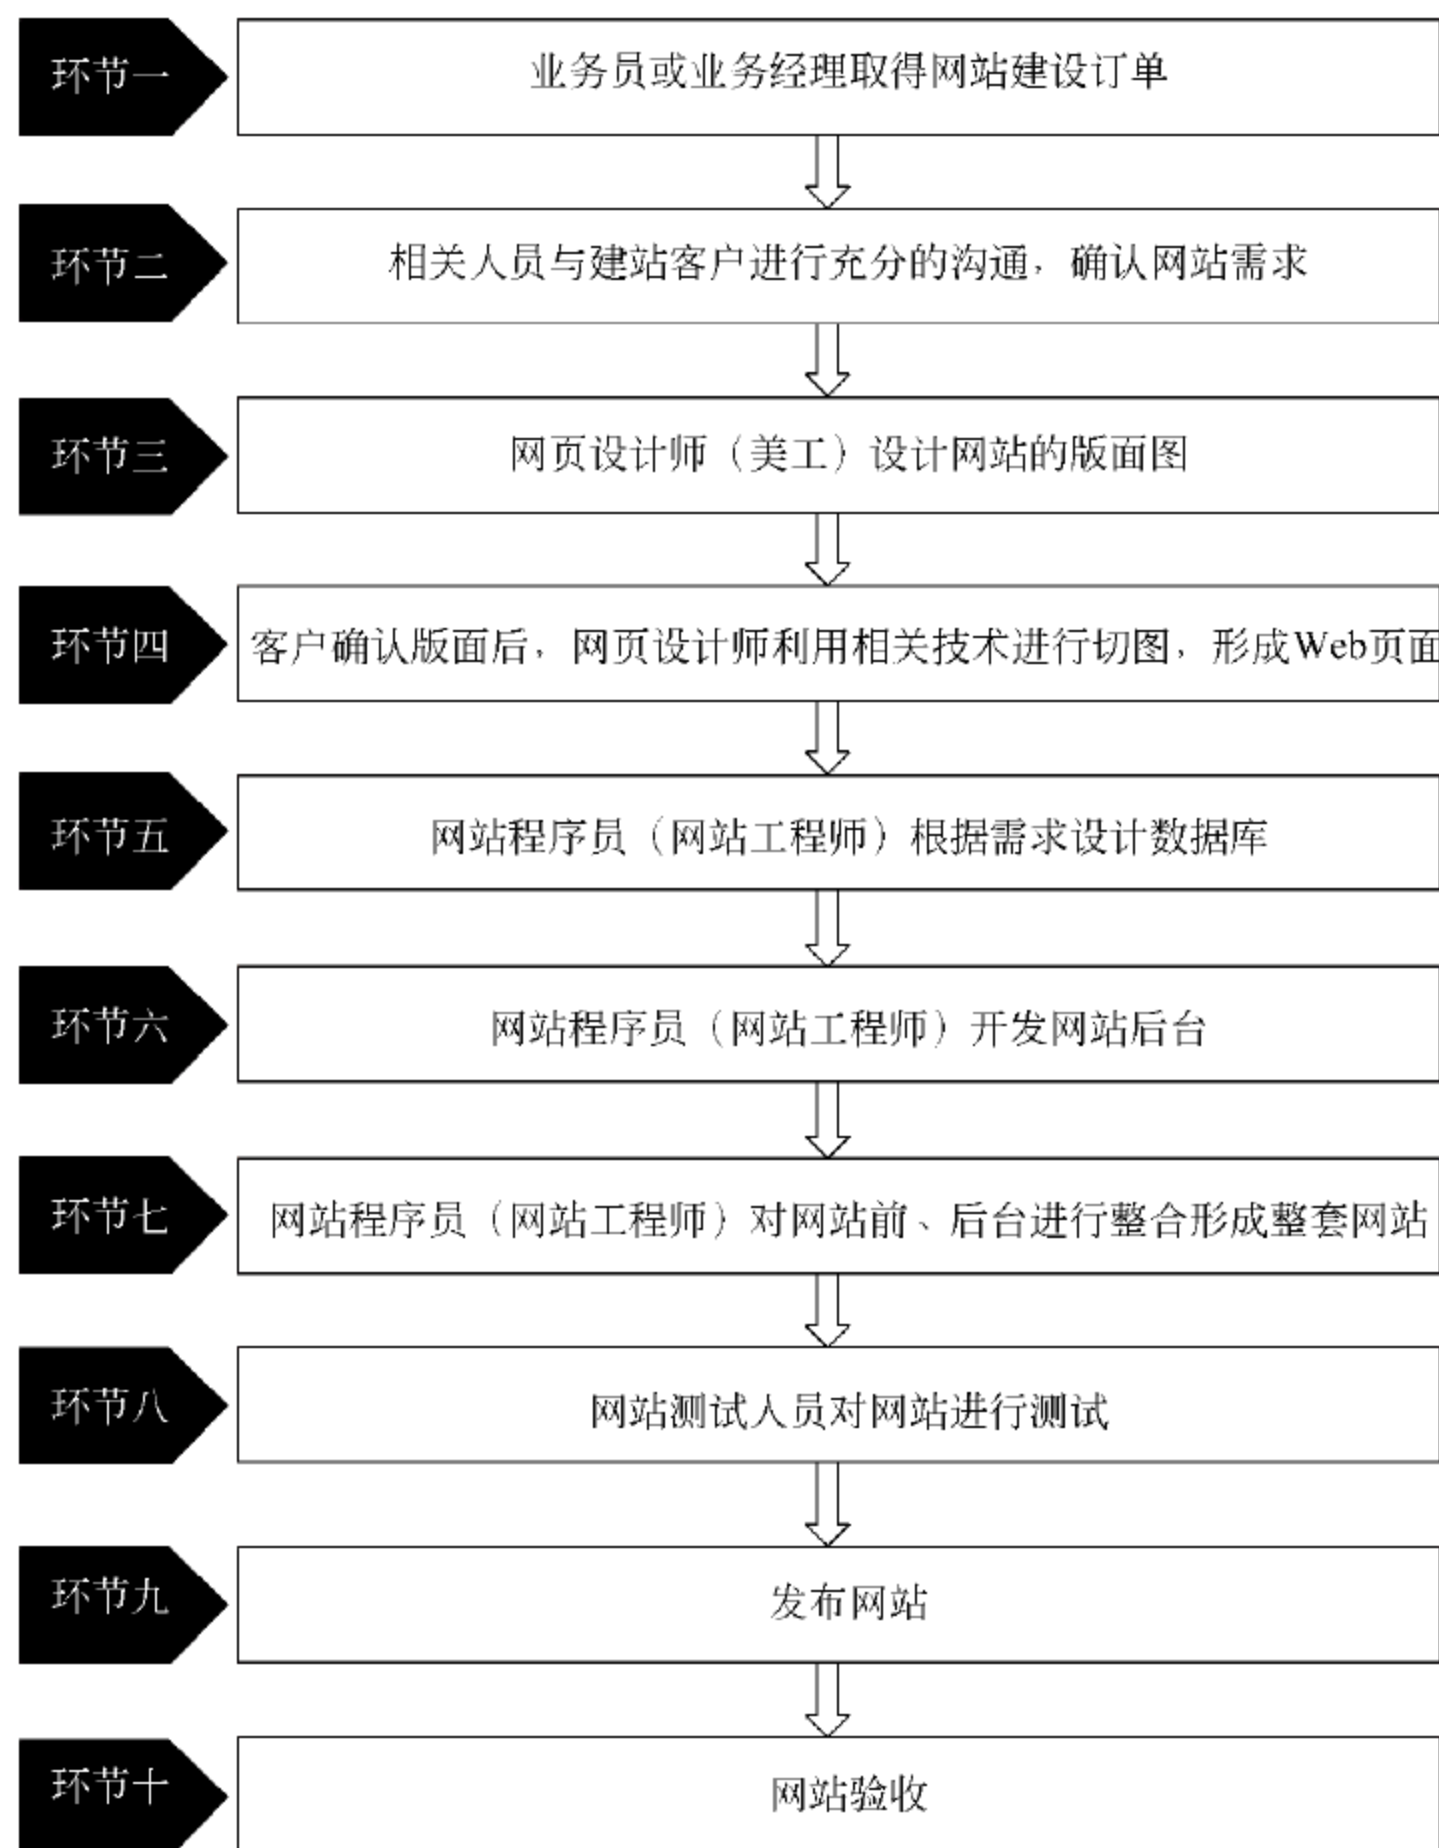 环节一
业务员或业务经理取得网站建设订单
环节二
相关人员与建站客户进行充分的沟通，确认网站需求
环节三
网页设计师（美工）设计网站的版面图
环节四
客户确认版面后，网页设计师利用相关技术进行切图，形成Web页面
环节五
网站程序员（网站工程师）根据需求设计数据库
环节六
网站程序员（网站工程师）开发网站后台
环节七
网站程序员（网站工程师）对网站前、后台进行整合形成整套网站
环节八
网站测试人员对网站进行测试
环节九
发布网站
环节十
网站验收